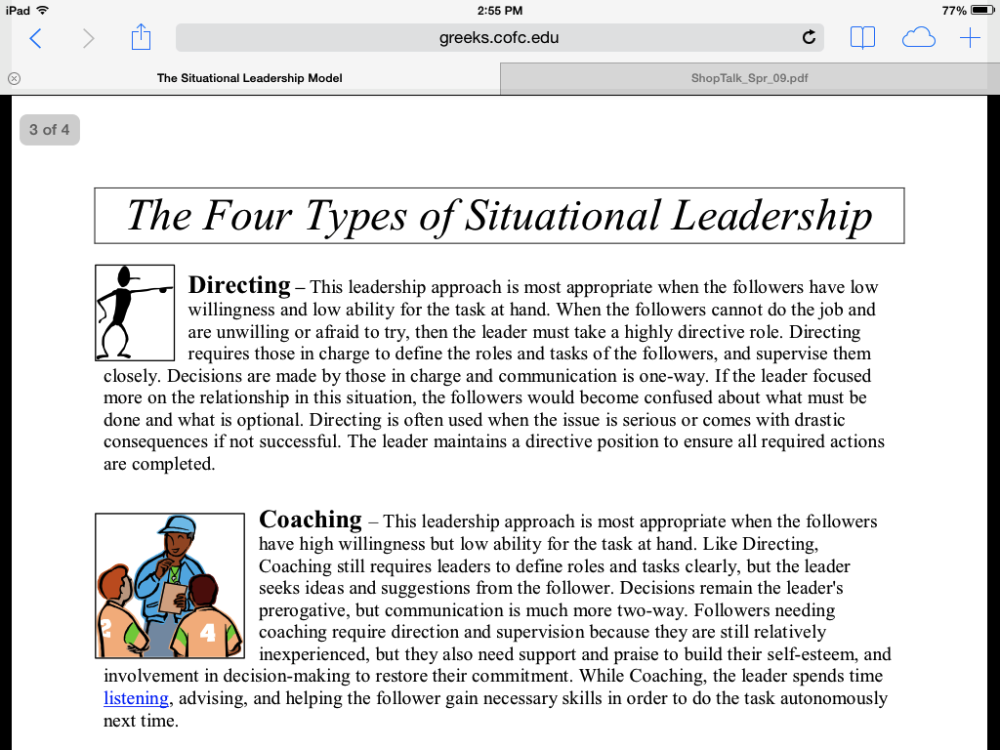 iPad 2:55 PM 77%
greeks.cofc.edu
The Situational Leadership Model ShopTalk_Spr_09.pdf
3 of 4
The Four Types of Situational Leadership
Directing – This leadership approach is most appropriate when the followers have low
willingness and low ability for the task at hand. When the followers cannot do the job and
are unwilling or afraid to try, then the leader must take a highly directive role. Directing
requires those in charge to define the roles and tasks of the followers, and supervise them
closely. Decisions are made by those in charge and communication is one-way. If the leader focused
more on the relationship in this situation, the followers would become confused about what must be
done and what is optional. Directing is often used when the issue is serious or comes with drastic
consequences if not successful. The leader maintains a directive position to ensure all required actions
are completed.
Coaching – This leadership approach is most appropriate when the followers
have high willingness but low ability for the task at hand. Like Directing,
Coaching still requires leaders to define roles and tasks clearly, but the leader
seeks ideas and suggestions from the follower. Decisions remain the leader's
prerogative, but communication is much more two-way. Followers needing
coaching require direction and supervision because they are still relatively
inexperienced, but they also need support and praise to build their self-esteem, and
involvement in decision-making to restore their commitment. While Coaching, the leader spends time
listening, advising, and helping the follower gain necessary skills in order to do the task autonomously
next time.
2
4